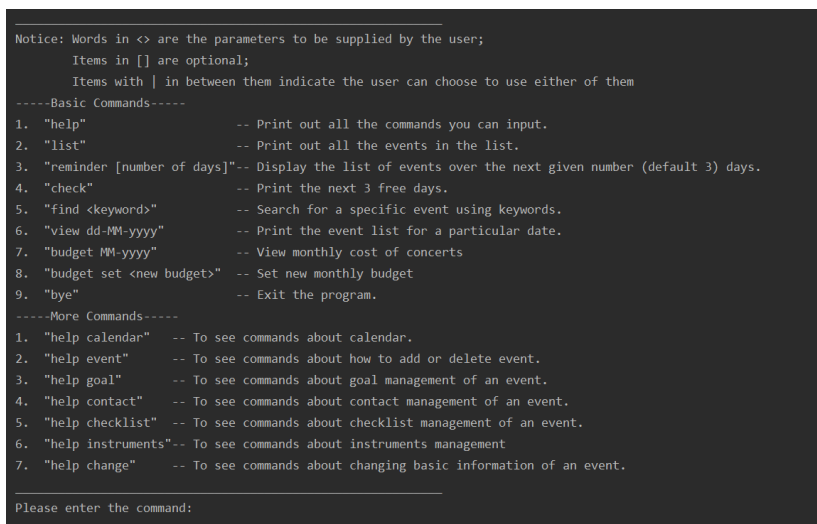 Notice: Words in <> are the parameters to be supplied by the user;
Items in [] are optional;
Items with | in between them indicate the user can choose to use either of them
-----Basic Commands-----
1. "help" -- Print out all the commands you can input.
2. "list" -- Print out all the events in the list.
3. "reminder [number of days]"-- Display the list of events over the next given number (default 3) days.
4. "check" -- Print the next 3 free days.
5. "find <keyword>" -- Search for a specific event using keywords.
6. "view dd-MM-yyyy" -- Print the event list for a particular date.
7. "budget MM-yyyy" -- View monthly cost of concerts
8. "budget set <new budget>" -- Set new monthly budget
9. "bye" -- Exit the program.
-----More Commands-----
1. "help calendar" -- To see commands about calendar.
2. "help event" -- To see commands about how to add or delete event.
3. "help goal" -- To see commands about goal management of an event.
4. "help contact" -- To see commands about contact management of an event.
5. "help checklist" -- To see commands about checklist management of an event.
6. "help instruments"-- To see commands about instruments management
7. "help change" -- To see commands about changing basic information of an event.
Please enter the command: